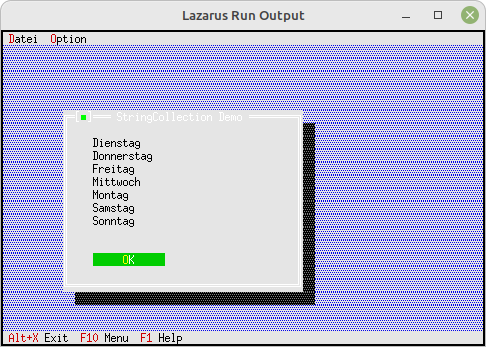 Lazarus Run Output
Datei Option
StringCollection Demo
Dienstag
Donnerstag
Freitag
Mittwoch
Montag
Samstag
Sonntag
OK
Alt+X Exit F10 Menu F1 Help